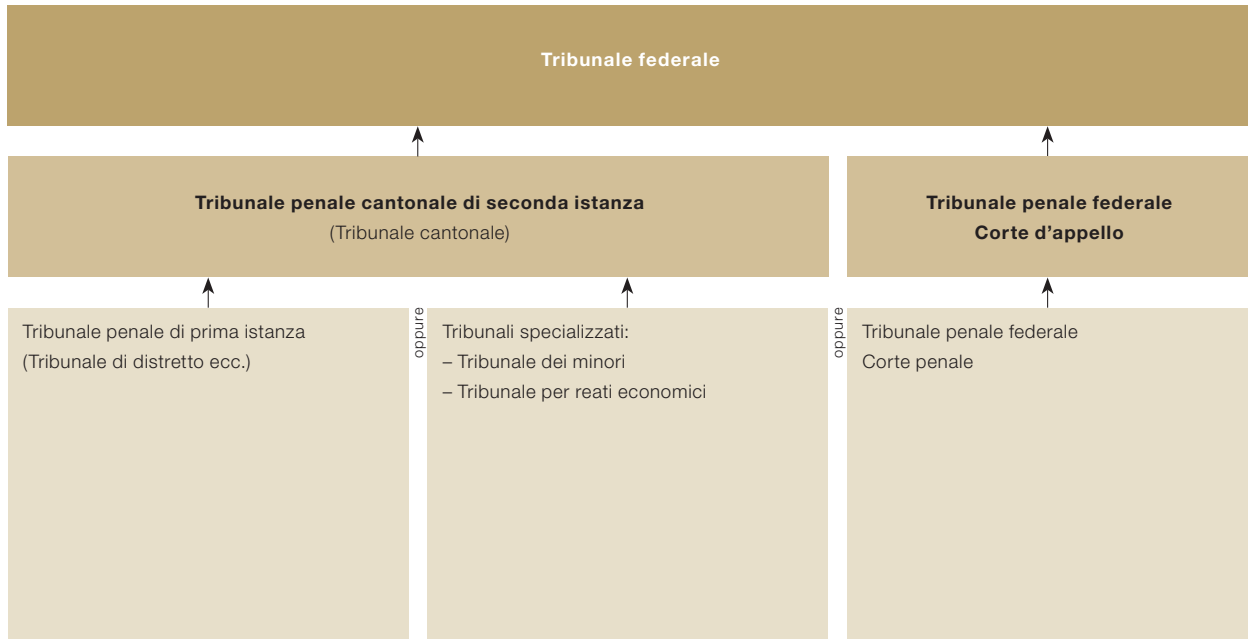 Tribunale federale
Tribunale penale cantonale di seconda istanza
(Tribunale cantonale)
Tribunale penale federale
Corte d’appello
Tribunale penale di prima istanza
(Tribunale di distretto ecc.)
oppure
Tribunali specializzati:
– Tribunale dei minori
– Tribunale per reati economici
oppure
Tribunale penale federale
Corte penale